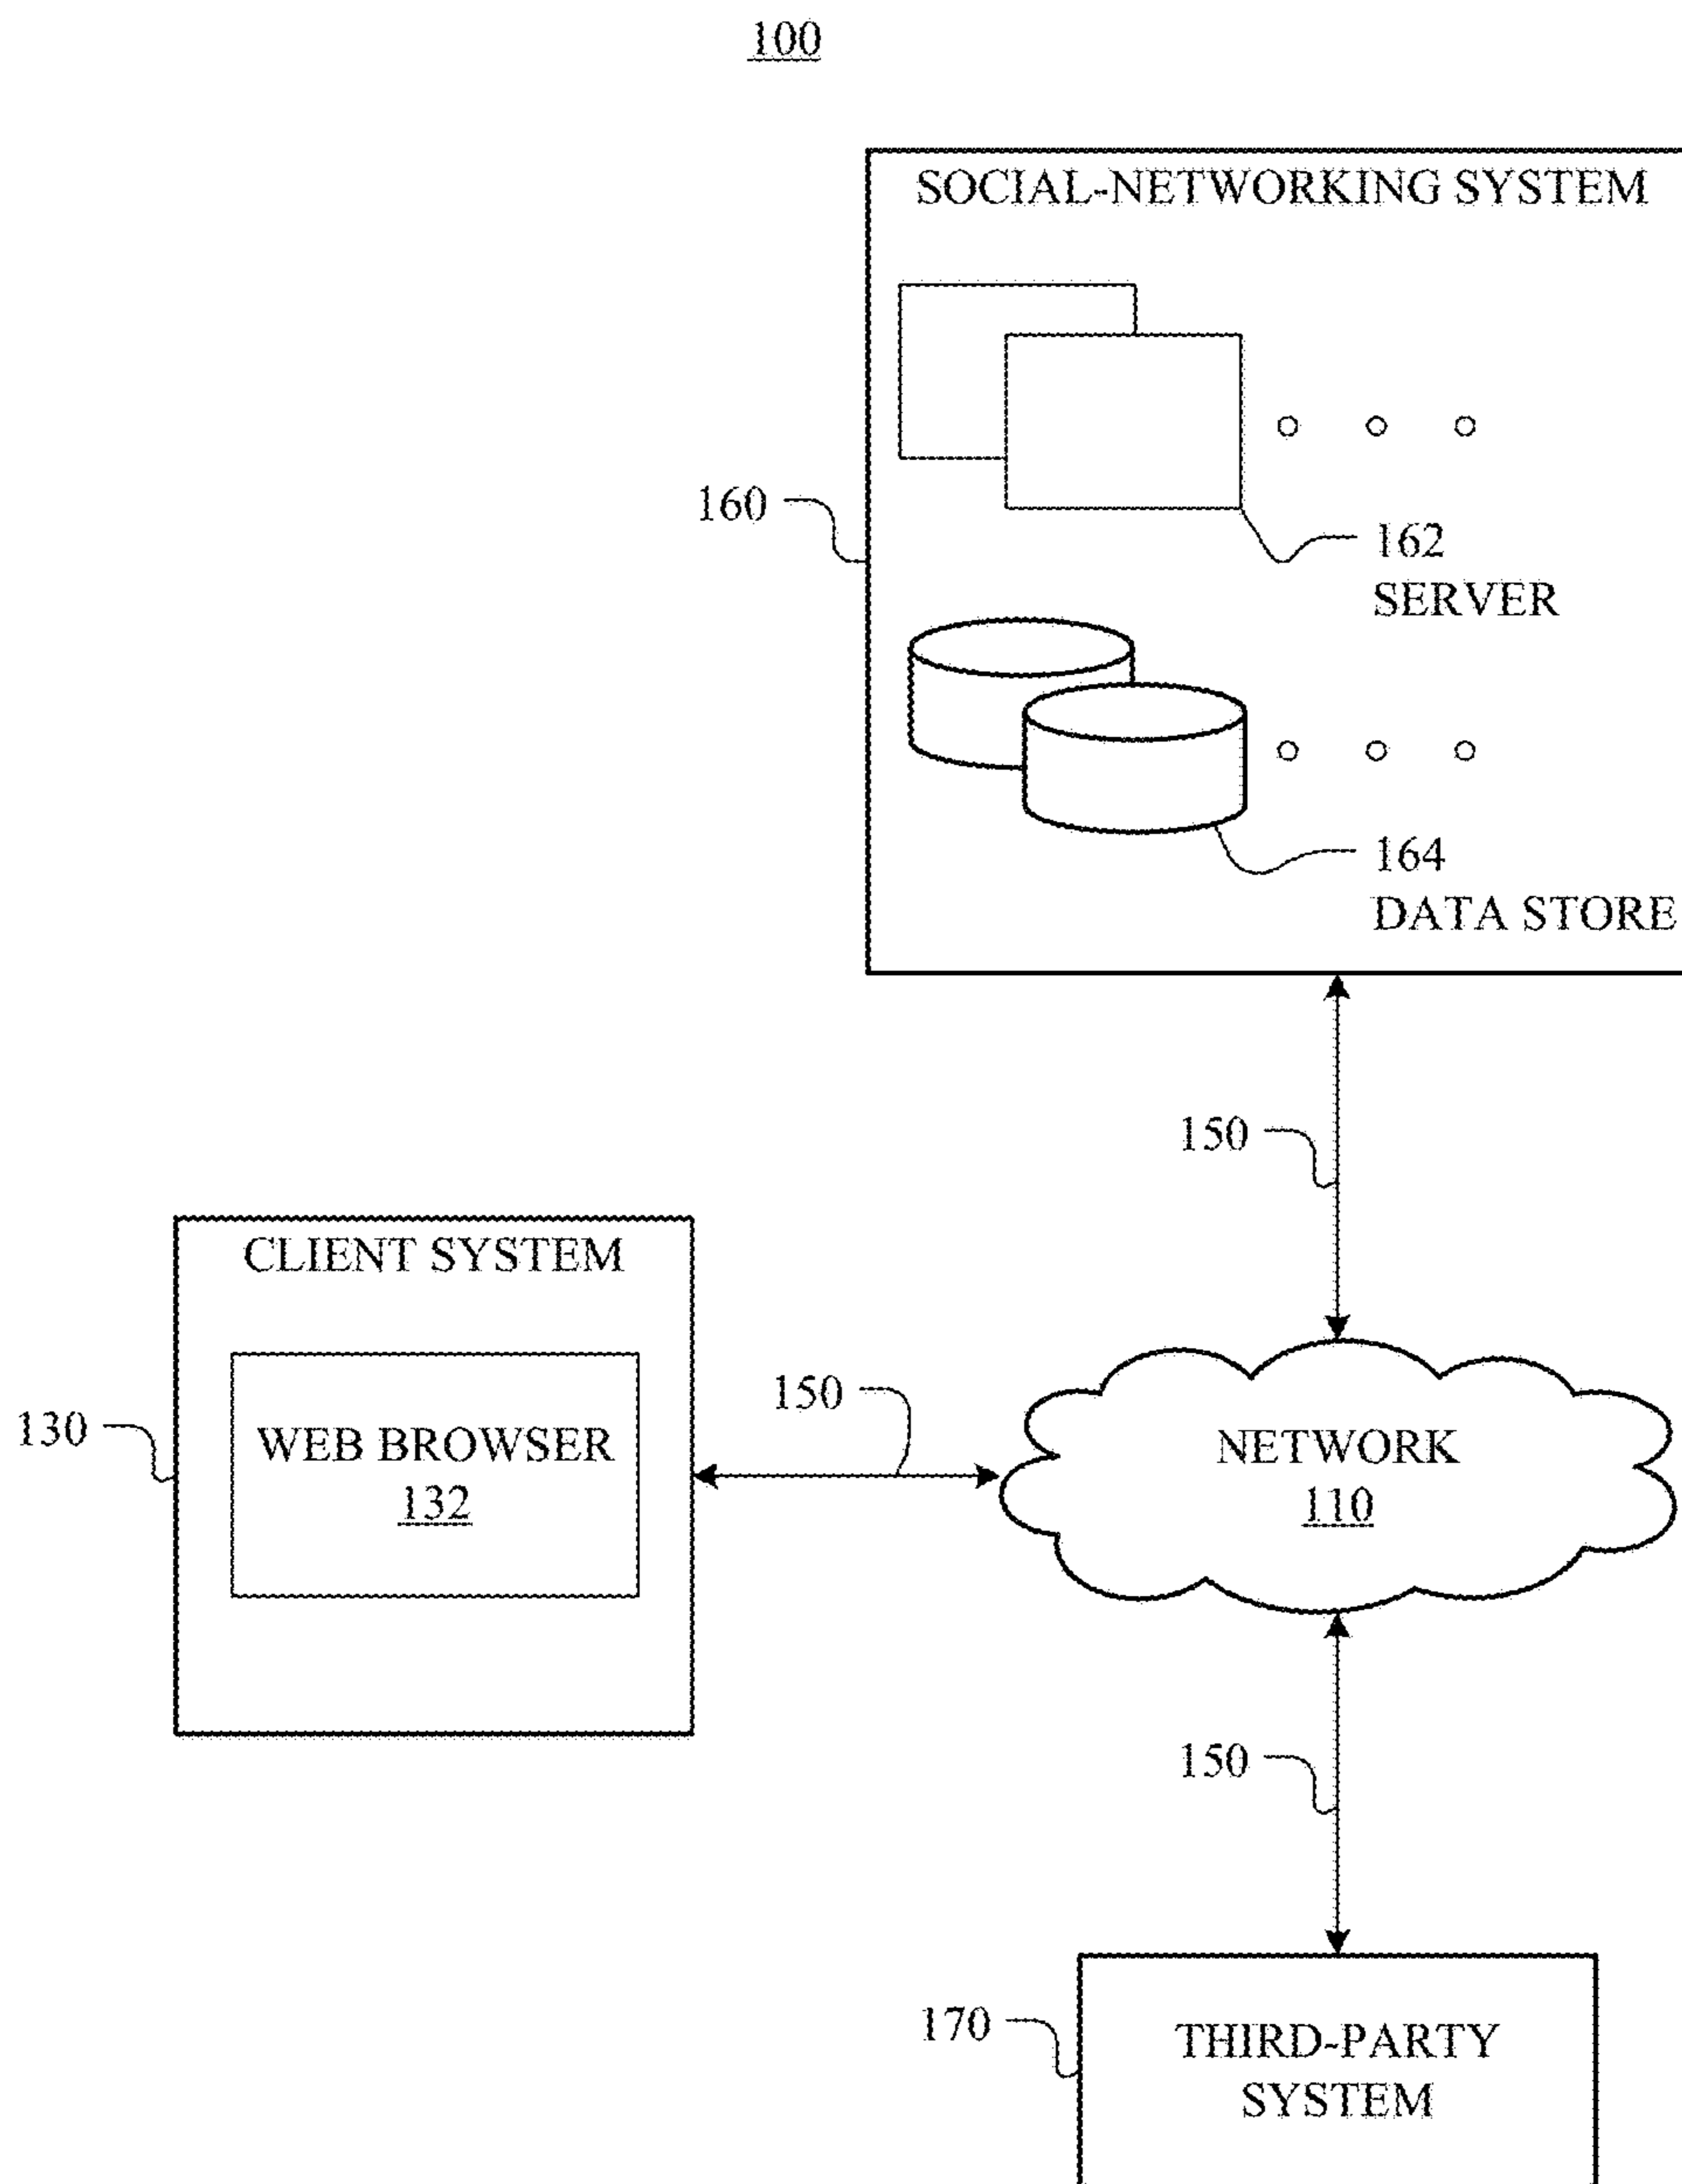 100
SOCIAL-NETWORKING SYSTEM
160
162
SERVER
164
DATA STORE
150
CLIENT SYSTEM
130
WEB BROWSER
132
150
NETWORK
110
150
170
THIRD-PARTY
SYSTEM